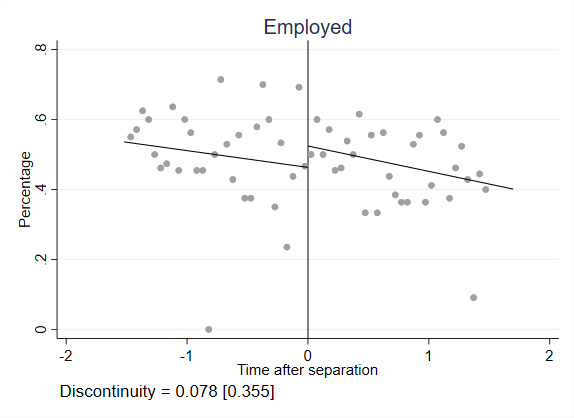 Employed
Percentage
.8
.6
.4
.2
0
-2
-1
0
1
2
Time after separation
Discontinuity = 0.078 [0.355]